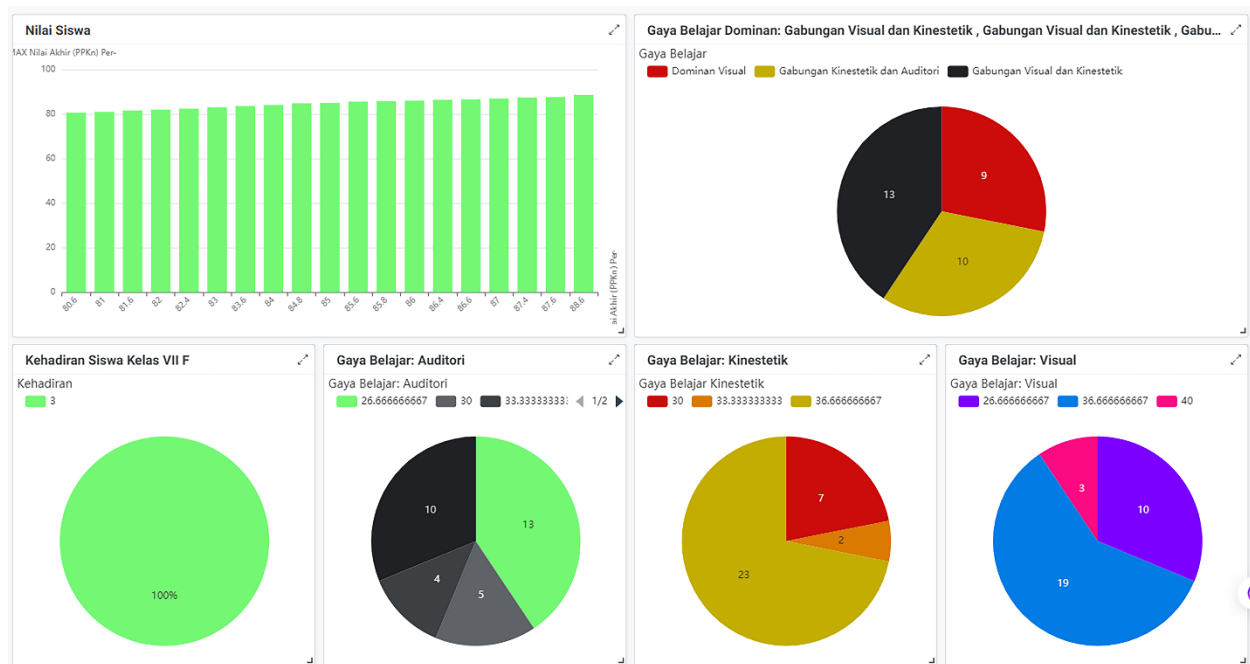 Nilai Siswa
MAX Nilai Akhir (PPKn) Per-
100
80
60
40
20
0
80.6 81 81.6 82 82.4 83 83.6 84 84.8 85 85.6 85.8 86 86.4 86.6 87 87.4 87.6 88.6
ai Akhir (PPKn) Per-
Gaya Belajar Dominan: Gabungan Visual dan Kinestetik , Gabungan Visual dan Kinestetik , Gabu...
Gaya Belajar
Dominan Visual Gabungan Kinestetik dan Auditori Gabungan Visual dan Kinestetik
9
13
10
Kehadiran Siswa Kelas VII F
Kehadiran
3
100%
Gaya Belajar: Auditori
Gaya Belajar: Auditori
26.666666667 30 33.33333333: 1/2
10
13
4
5
Gaya Belajar: Kinestetik
Gaya Belajar Kinestetik
30 33.333333333 36.666666667
7
2
23
Gaya Belajar: Visual
Gaya Belajar: Visual
26.666666667 36.666666667 40
3
10
19